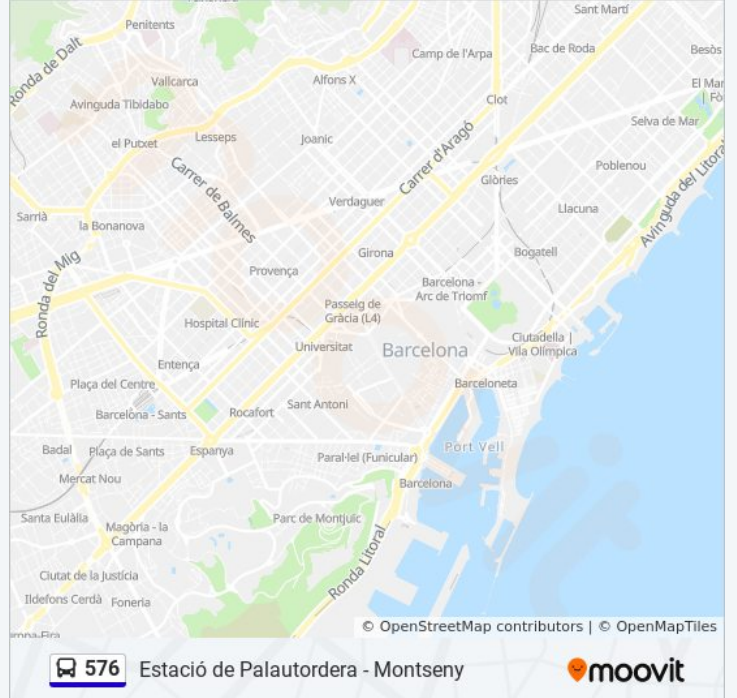 Sant Martí
Penitents
Ronda de Dalt
Camp de l'Arpa
Bac de Roda
Besòs
Vallcarca
Alfons X
El Mar
| Fò
Avinguda Tibidabo
Clot
Selva de Mar
el Putxet
Lesseps
Joanic
Carrer d'Aragó
Poblenou
Glòries
Carrer de Balmes
Verdaguer
Llacuna
Avinguda del Litoral
Sarrià
la Bonanova
Girona
Bogatell
Ronda del Mig
Provença
Barcelona -
Arc de Triomf
Passeig de
Gràcia (L4)
Hospital Clínic
Ciutadella |
Vila Olímpica
Universitat
Barcelona
Entença
Plaça del Centre
Barceloneta
Sant Antoni
Barcelona - Sants
Rocafort
Badal
Plaça de Sants
Espanya
Port Vell
Paral·lel (Funicular)
Mercat Nou
Barcelona
Santa Eulàlia
Parc de Montjuïc
Magòria - la
Campana
Ronda Litoral
Ciutat de la Justícia
Ildefons Cerdà
Foneria
© OpenStreetMap contributors | © OpenMapTiles
576
Estació de Palautordera - Montseny
moovit